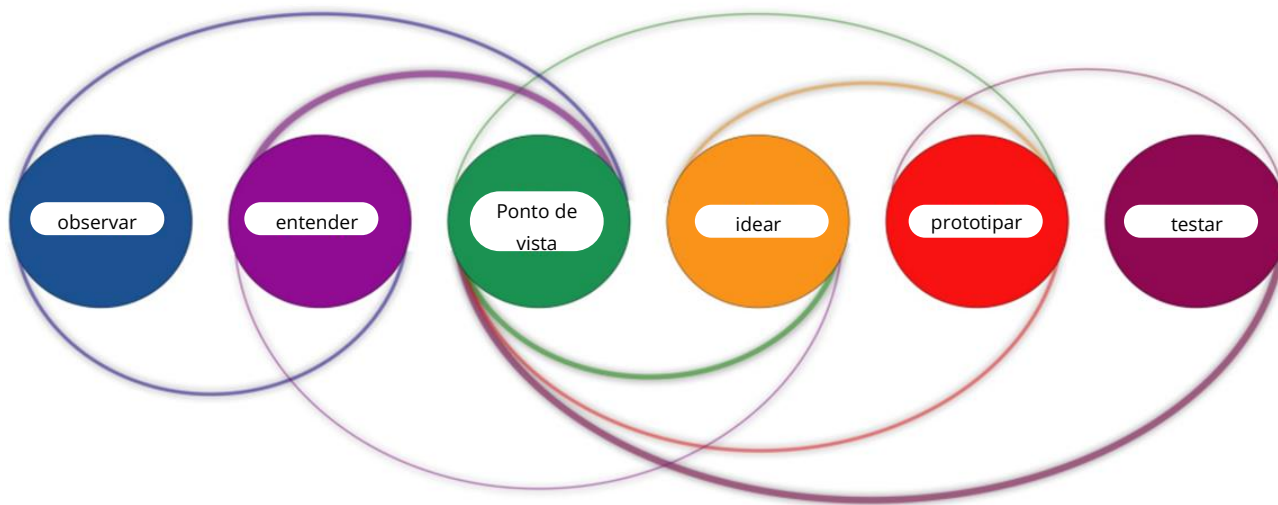 observar
entender
Ponto de
vista
idear
prototipar
testar